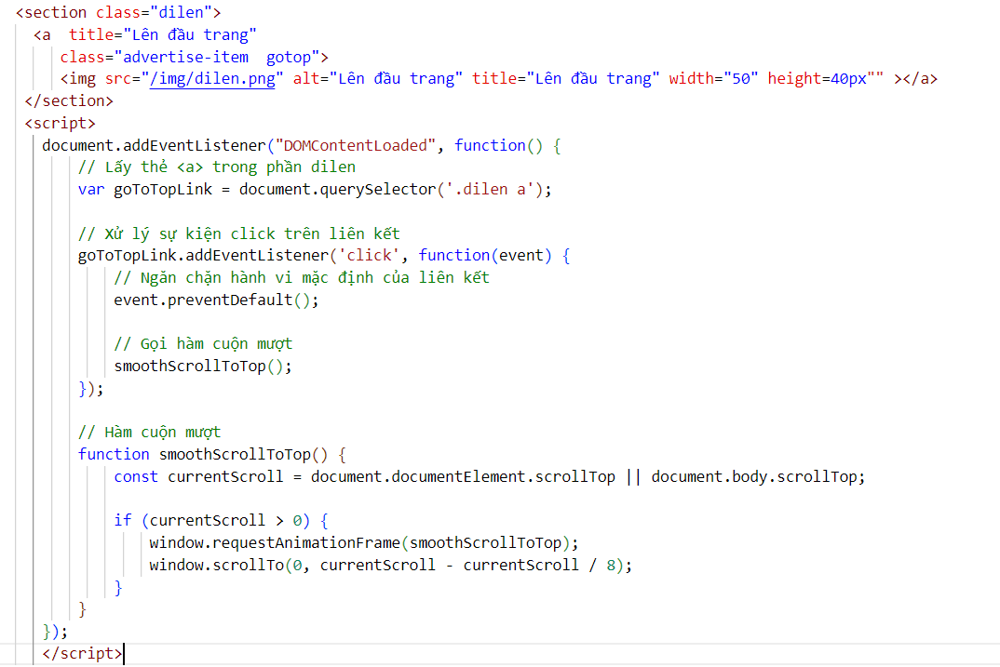 <section class="dilen">
<a  title="Lên đầu trang"
class="advertise-item  gotop">
<img src="/img/dilen.png" alt="Lên đầu trang" title="Lên đầu trang" width="50" height=40px"" ></a>
</section>
<script>
document.addEventListener("DOMContentLoaded", function() {
// Lấy thẻ <a> trong phần dilen
var goToTopLink = document.querySelector('.dilen a');
// Xử lý sự kiện click trên liên kết
goToTopLink.addEventListener('click', function(event) {
// Ngăn chặn hành vi mặc định của liên kết
event.preventDefault();
// Gọi hàm cuộn mượt
smoothScrollToTop();
});
// Hàm cuộn mượt
function smoothScrollToTop() {
const currentScroll = document.documentElement.scrollTop || document.body.scrollTop;
if (currentScroll > 0) {
window.requestAnimationFrame(smoothScrollToTop);
window.scrollTo(0, currentScroll - currentScroll / 8);
}
}
});
</script>